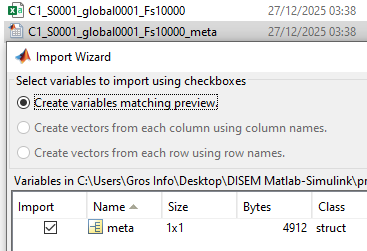 C1_S0001_global0001_Fs10000 27/12/2025 03:38
C1_S0001_global0001_Fs10000_meta 27/12/2025 03:38
Import Wizard
Select variables to import using checkboxes
Create variables matching preview.
Create vectors from each column using column names.
Create vectors from each row using row names.
Variables in C:\Users\Gros Info\Desktop\DISEM Matlab-Simulink\pr
Import Name Size Bytes Class
meta 1x1 4912 struct